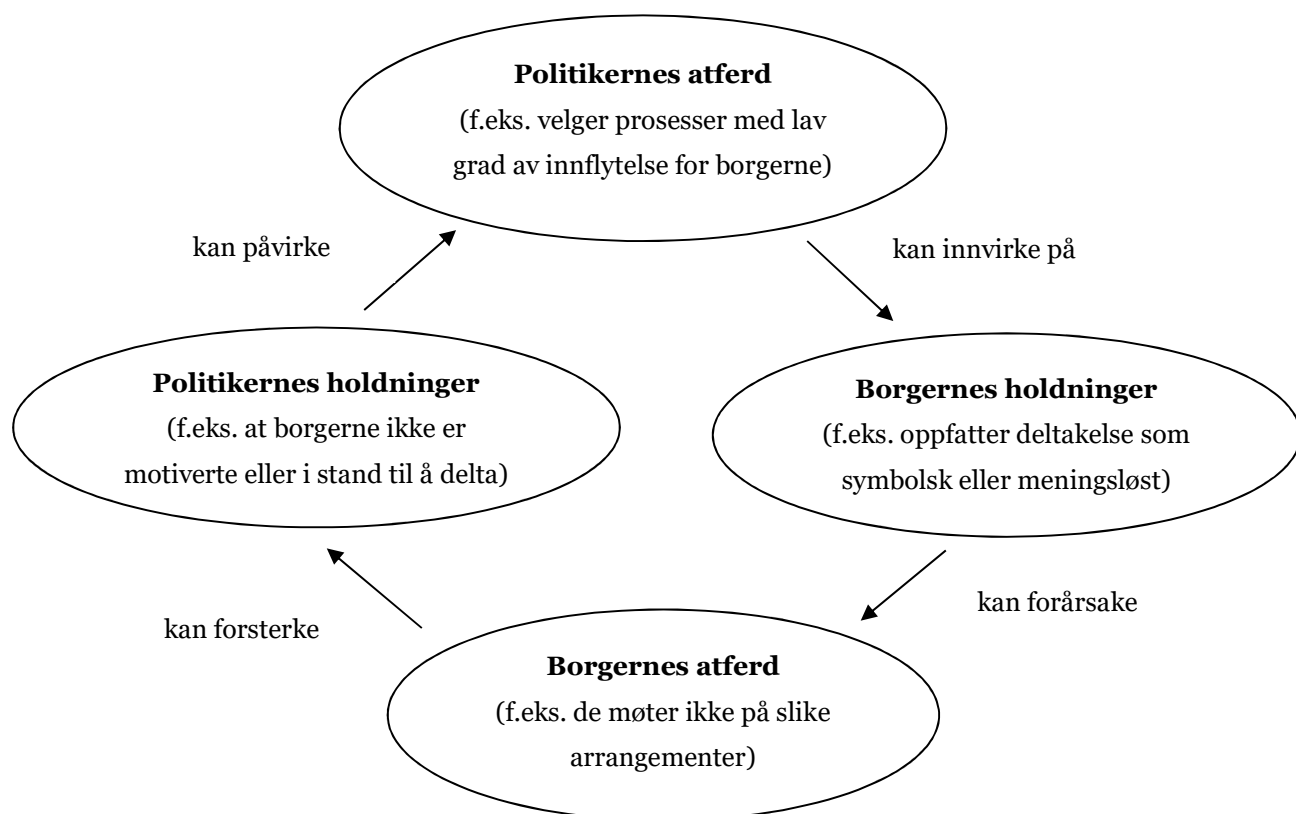 Politikernes atferd
(f.eks. velger prosesser med lav
grad av innflytelse for borgerne)
kan påvirke
kan innvirke på
Politikernes holdninger
(f.eks. at borgerne ikke er
motiverte eller i stand til å delta)
Borgernes holdninger
(f.eks. oppfatter deltakelse som
symbolsk eller meningsløst)
kan forsterke
kan forårsake
Borgernes atferd
(f.eks. de møter ikke på slike
arrangementer)